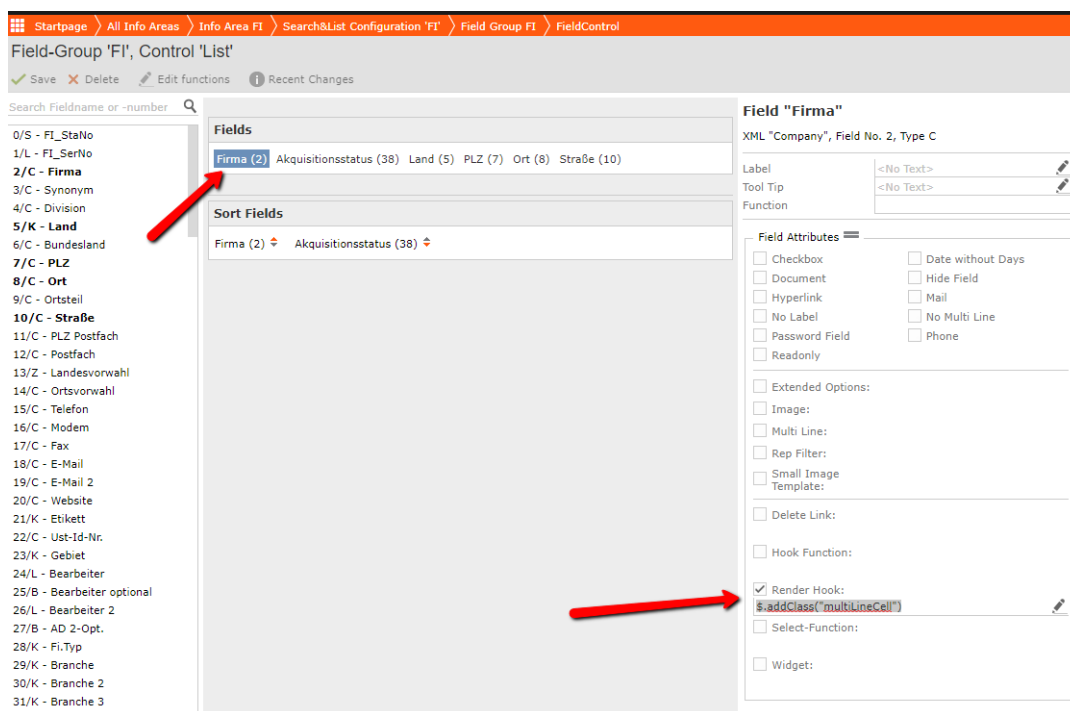 Startpage All Info Areas Info Area FI Search&List Configuration 'FI' Field Group FI FieldControl
Field-Group 'FI', Control 'List'
Save Delete Edit functions Recent Changes
Search Fieldname or -number
0/S - FI_StaNo
1/L - FI_SerNo
2/C - Firma
3/C - Synonym
4/C - Division
5/K - Land
6/C - Bundesland
7/C - PLZ
8/C - Ort
9/C - Ortsteil
10/C - Straße
11/C - PLZ Postfach
12/C - Postfach
13/Z - Landesvorwahl
14/C - Ortsvorwahl
15/C - Telefon
16/C - Modem
17/C - Fax
18/C - E-Mail
19/C - E-Mail 2
20/C - Website
21/K - Etikett
22/C - Ust-Id-Nr.
23/K - Gebiet
24/L - Bearbeiter
25/B - Bearbeiter optional
26/L - Bearbeiter 2
27/B - AD 2-Opt.
28/K - Fi.Typ
29/K - Branche
30/K - Branche 2
31/K - Branche 3
Fields
Firma (2) Akquisitionsstatus (38) Land (5) PLZ (7) Ort (8) Straße (10)
Sort Fields
Firma (2) Akquisitionsstatus (38)
Field "Firma"
XML "Company", Field No. 2, Type C
Label <No Text>
Tool Tip <No Text>
Function
Field Attributes
Checkbox Date without Days
Document Hide Field
Hyperlink Mail
No Label No Multi Line
Password Field Phone
Readonly
Extended Options:
Image:
Multi Line:
Rep Filter:
Small Image
Template:
Delete Link:
Hook Function:
Render Hook:
$.addClass("multiLineCell")
Select-Function:
Widget: